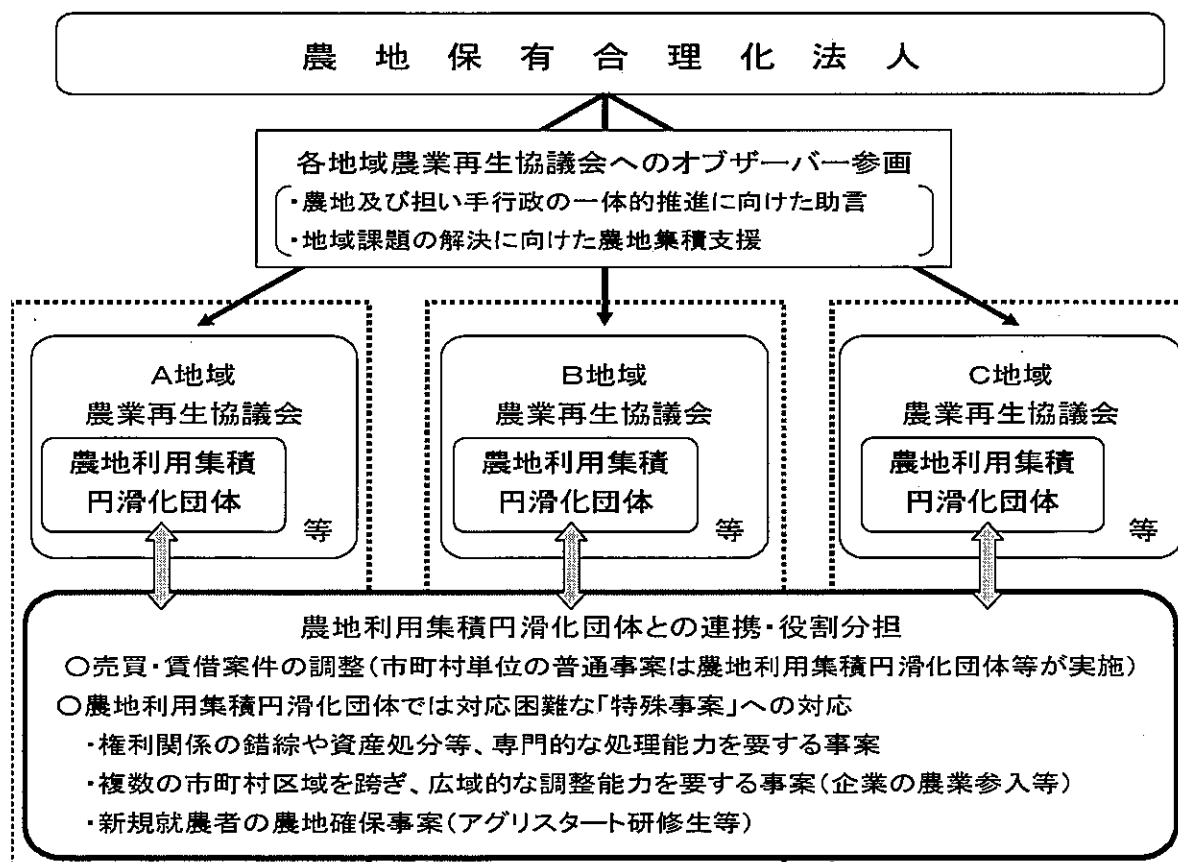 農地保有合理化法人
各地域農業再生協議会へのオブザーバー参画
・農地及び担い手行政の一体的推進に向けた助言
・地域課題の解決に向けた農地集積支援
A地域
農業再生協議会
農地利用集積
円滑化団体
等
B地域
農業再生協議会
農地利用集積
円滑化団体
等
C地域
農業再生協議会
農地利用集積
円滑化団体
等
農地利用集積円滑化団体との連携・役割分担
○売買・賃借案件の調整(市町村単位の普通事案は農地利用集積円滑化団体等が実施)
○農地利用集積円滑化団体では対応困難な「特殊事案」への対応
・権利関係の錯綜や資産処分等、専門的な処理能力を要する事案
・複数の市町村区域を跨ぎ、広域的な調整能力を要する事案(企業の農業参入等)
・新規就農者の農地確保事案(アグリスタート研修生等)